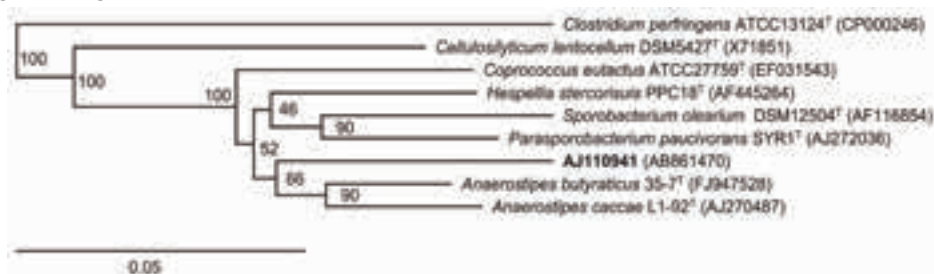 Clostridium perfringens ATCC13124ᵀ (CP000246)
100
Cellulosilyticum lentocellum DSM5427ᵀ (X71851)
100
Coprococcus eutactus ATCC27759ᵀ (EF031543)
100
Hespellia stercorisuis PPC18ᵀ (AF445264)
46
Sporobacterium olearium DSM12504ᵀ (AF116854)
90
Parasporobacterium paucivorans SYR1ᵀ (AJ272036)
52
AJ110941 (AB861470)
66
Anaerostipes butyraticus 35-7ᵀ (FJ947528)
90
Anaerostipes caccae L1-92ᵀ (AJ270487)
0.05